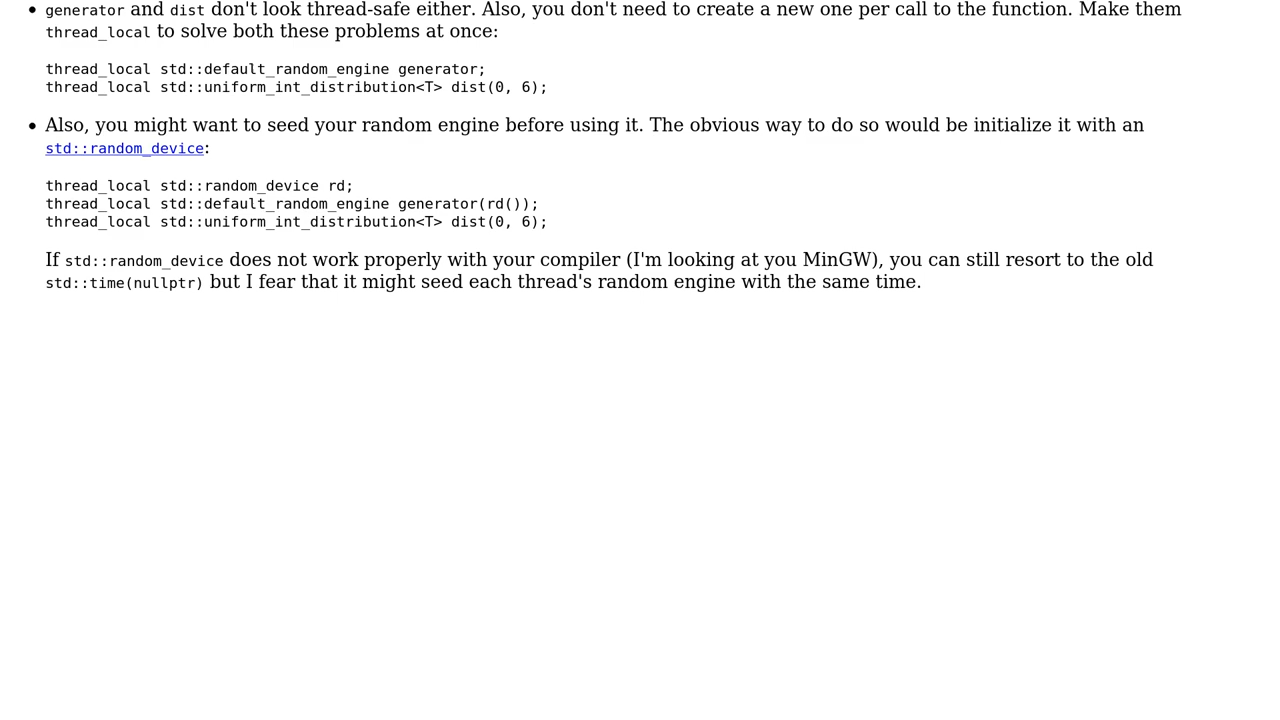 • generator and dist don't look thread-safe either. Also, you don't need to create a new one per call to the function. Make them
thread_local to solve both these problems at once:
thread_local std::default_random_engine generator;
thread_local std::uniform_int_distribution<T> dist(0, 6);
• Also, you might want to seed your random engine before using it. The obvious way to do so would be initialize it with an
std::random_device:
thread_local std::random_device rd;
thread_local std::default_random_engine generator(rd());
thread_local std::uniform_int_distribution<T> dist(0, 6);
If std::random_device does not work properly with your compiler (I'm looking at you MinGW), you can still resort to the old
std::time(nullptr) but I fear that it might seed each thread's random engine with the same time.